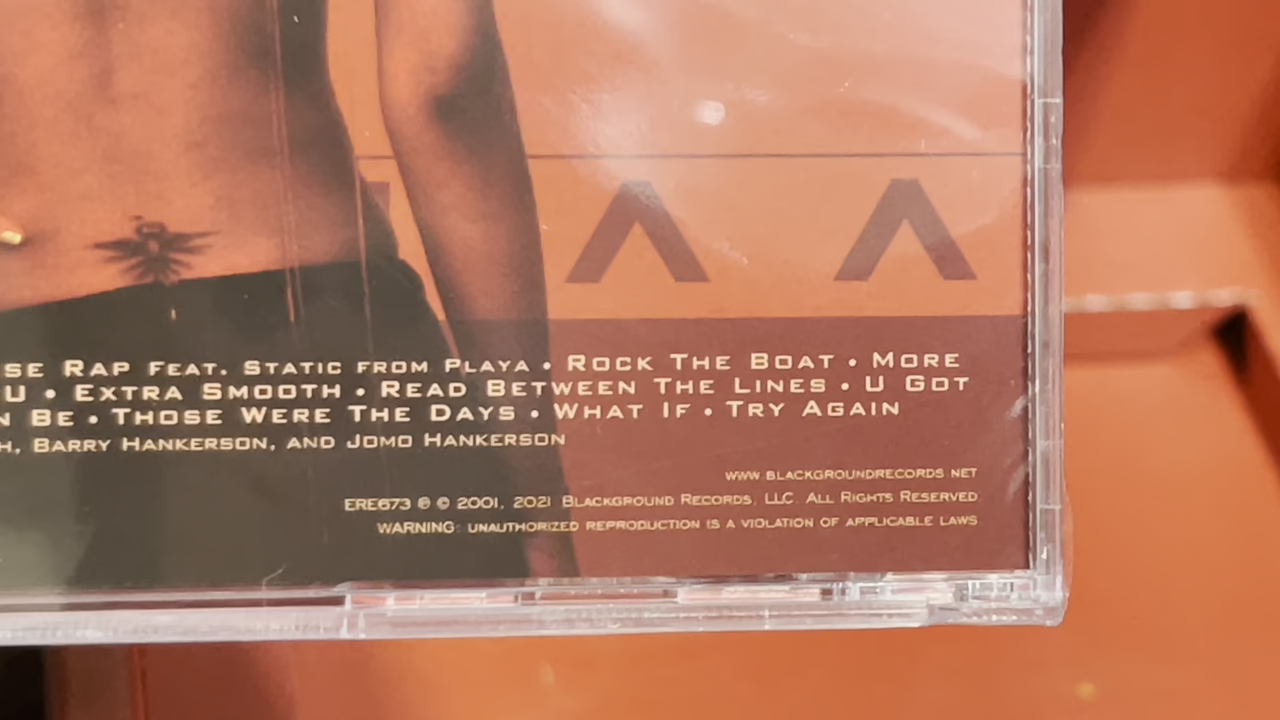 Λ Λ
SE RAP FEAT. STATIC FROM PLAYA • ROCK THE BOAT • MORE
U • EXTRA SMOOTH • READ BETWEEN THE LINES • U GOT
N BE • THOSE WERE THE DAYS • WHAT IF • TRY AGAIN
H, BARRY HANKERSON, AND JOMO HANKERSON
WWW.BLACKGROUNDRECORDS.NET
ERE673 ℗ © 2001, 2021 BLACKGROUND RECORDS, LLC. ALL RIGHTS RESERVED
WARNING: UNAUTHORIZED REPRODUCTION IS A VIOLATION OF APPLICABLE LAWS